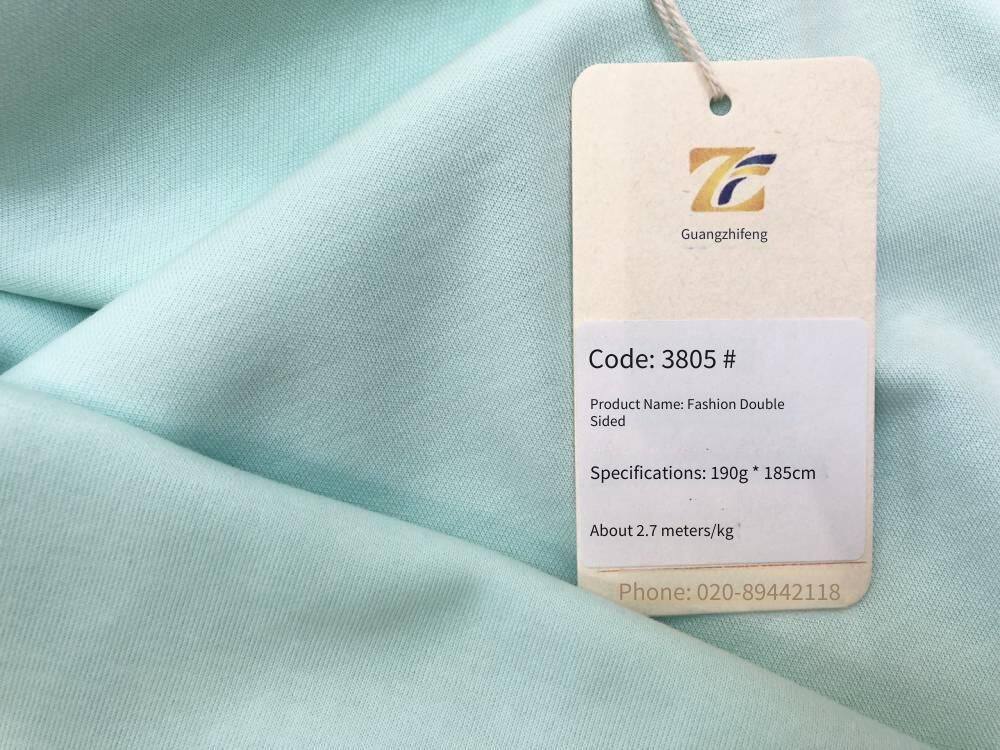 Guangzhifeng
Code: 3805 #
Product Name: Fashion Double
Sided
Specifications: 190g * 185cm
About 2.7 meters/kg
Phone: 020-89442118